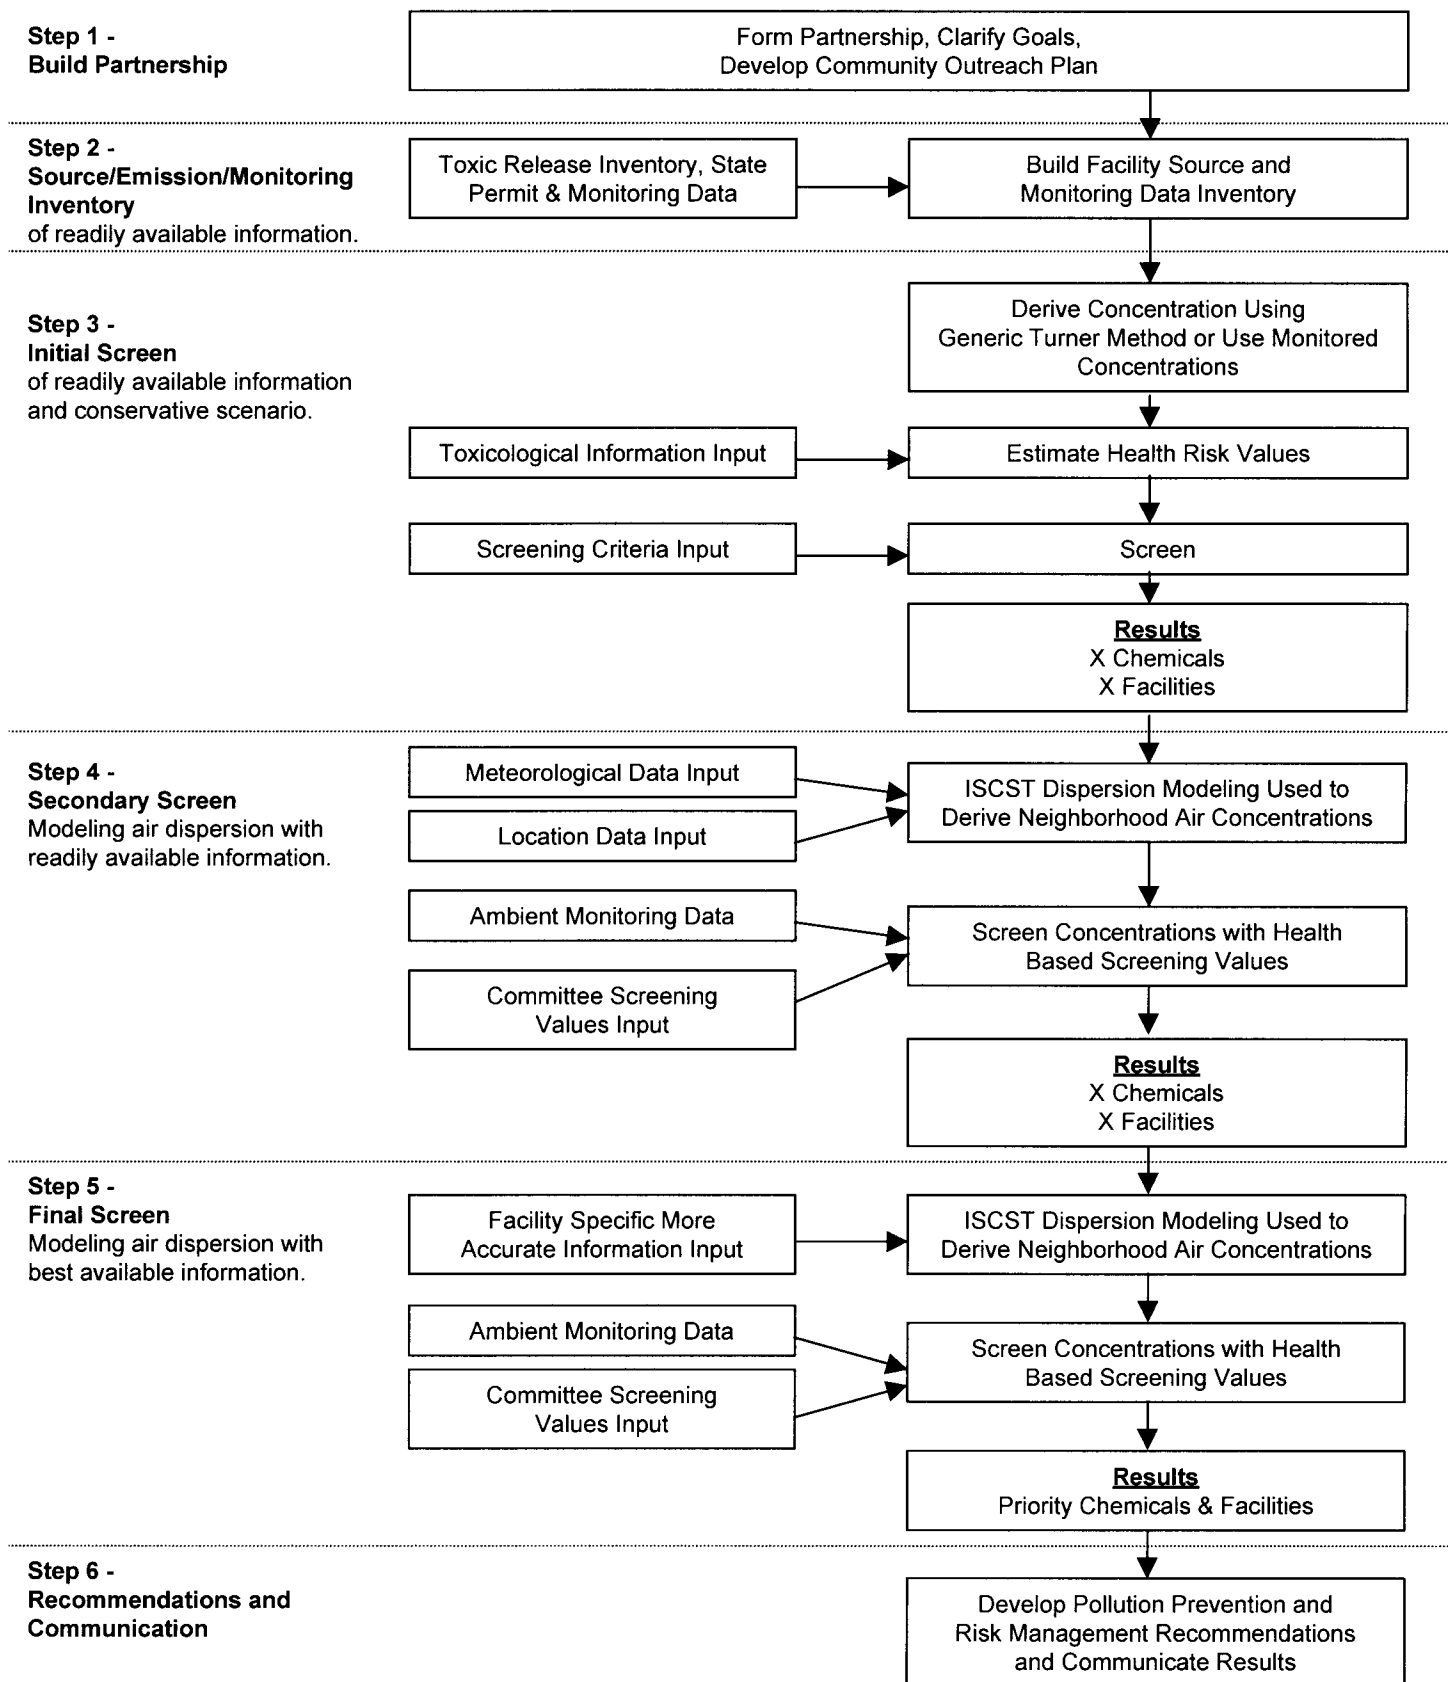 Step 1 -
Build Partnership
Form Partnership, Clarify Goals,
Develop Community Outreach Plan
Step 2 -
Source/Emission/Monitoring
Inventory
of readily available information.
Toxic Release Inventory, State
Permit & Monitoring Data
Build Facility Source and
Monitoring Data Inventory
Step 3 -
Initial Screen
of readily available information
and conservative scenario.
Derive Concentration Using
Generic Turner Method or Use Monitored
Concentrations
Toxicological Information Input
Estimate Health Risk Values
Screening Criteria Input
Screen
Results
X Chemicals
X Facilities
Step 4 -
Secondary Screen
Modeling air dispersion with
readily available information.
Meteorological Data Input
Location Data Input
ISCST Dispersion Modeling Used to
Derive Neighborhood Air Concentrations
Ambient Monitoring Data
Committee Screening
Values Input
Screen Concentrations with Health
Based Screening Values
Results
X Chemicals
X Facilities
Step 5 -
Final Screen
Modeling air dispersion with
best available information.
Facility Specific More
Accurate Information Input
ISCST Dispersion Modeling Used to
Derive Neighborhood Air Concentrations
Ambient Monitoring Data
Committee Screening
Values Input
Screen Concentrations with Health
Based Screening Values
Results
Priority Chemicals & Facilities
Step 6 -
Recommendations and
Communication
Develop Pollution Prevention and
Risk Management Recommendations
and Communicate Results